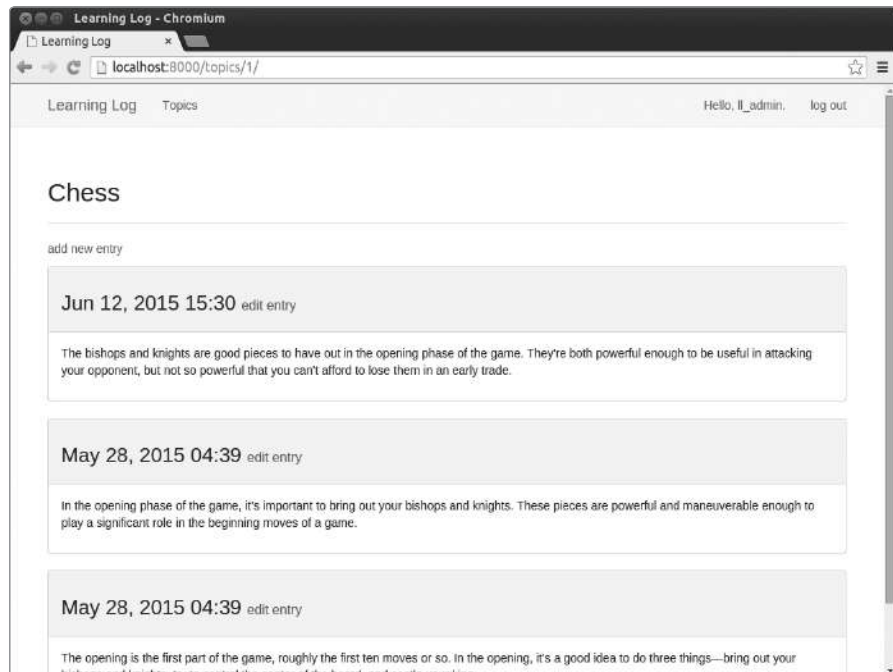 Learning Log - Chromium
Learning Log
localhost:8000/topics/1/
Learning Log Topics Hello, ll_admin. log out
Chess
add new entry
Jun 12, 2015 15:30 edit entry
The bishops and knights are good pieces to have out in the opening phase of the game. They're both powerful enough to be useful in attacking
your opponent, but not so powerful that you can't afford to lose them in an early trade.
May 28, 2015 04:39 edit entry
In the opening phase of the game, it's important to bring out your bishops and knights. These pieces are powerful and maneuverable enough to
play a significant role in the beginning moves of a game.
May 28, 2015 04:39 edit entry
The opening is the first part of the game, roughly the first ten moves or so. In the opening, it's a good idea to do three things—bring out your